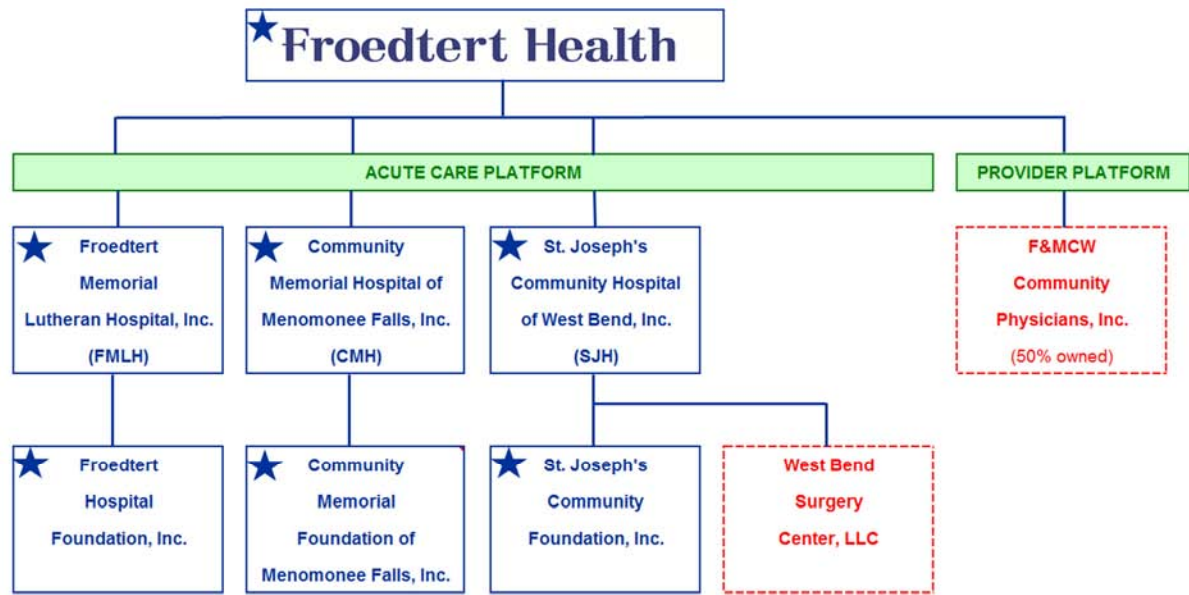 Froedtert Health
ACUTE CARE PLATFORM
PROVIDER PLATFORM
Froedtert
Memorial
Lutheran Hospital, Inc.
(FMLH)
Community
Memorial Hospital of
Menomonee Falls, Inc.
(CMH)
St. Joseph's
Community Hospital
of West Bend, Inc.
(SJH)
F&MCW
Community
Physicians, Inc.
(50% owned)
Froedtert
Hospital
Foundation, Inc.
Community
Memorial
Foundation of
Menomonee Falls, Inc.
St. Joseph's
Community
Foundation, Inc.
West Bend
Surgery
Center, LLC